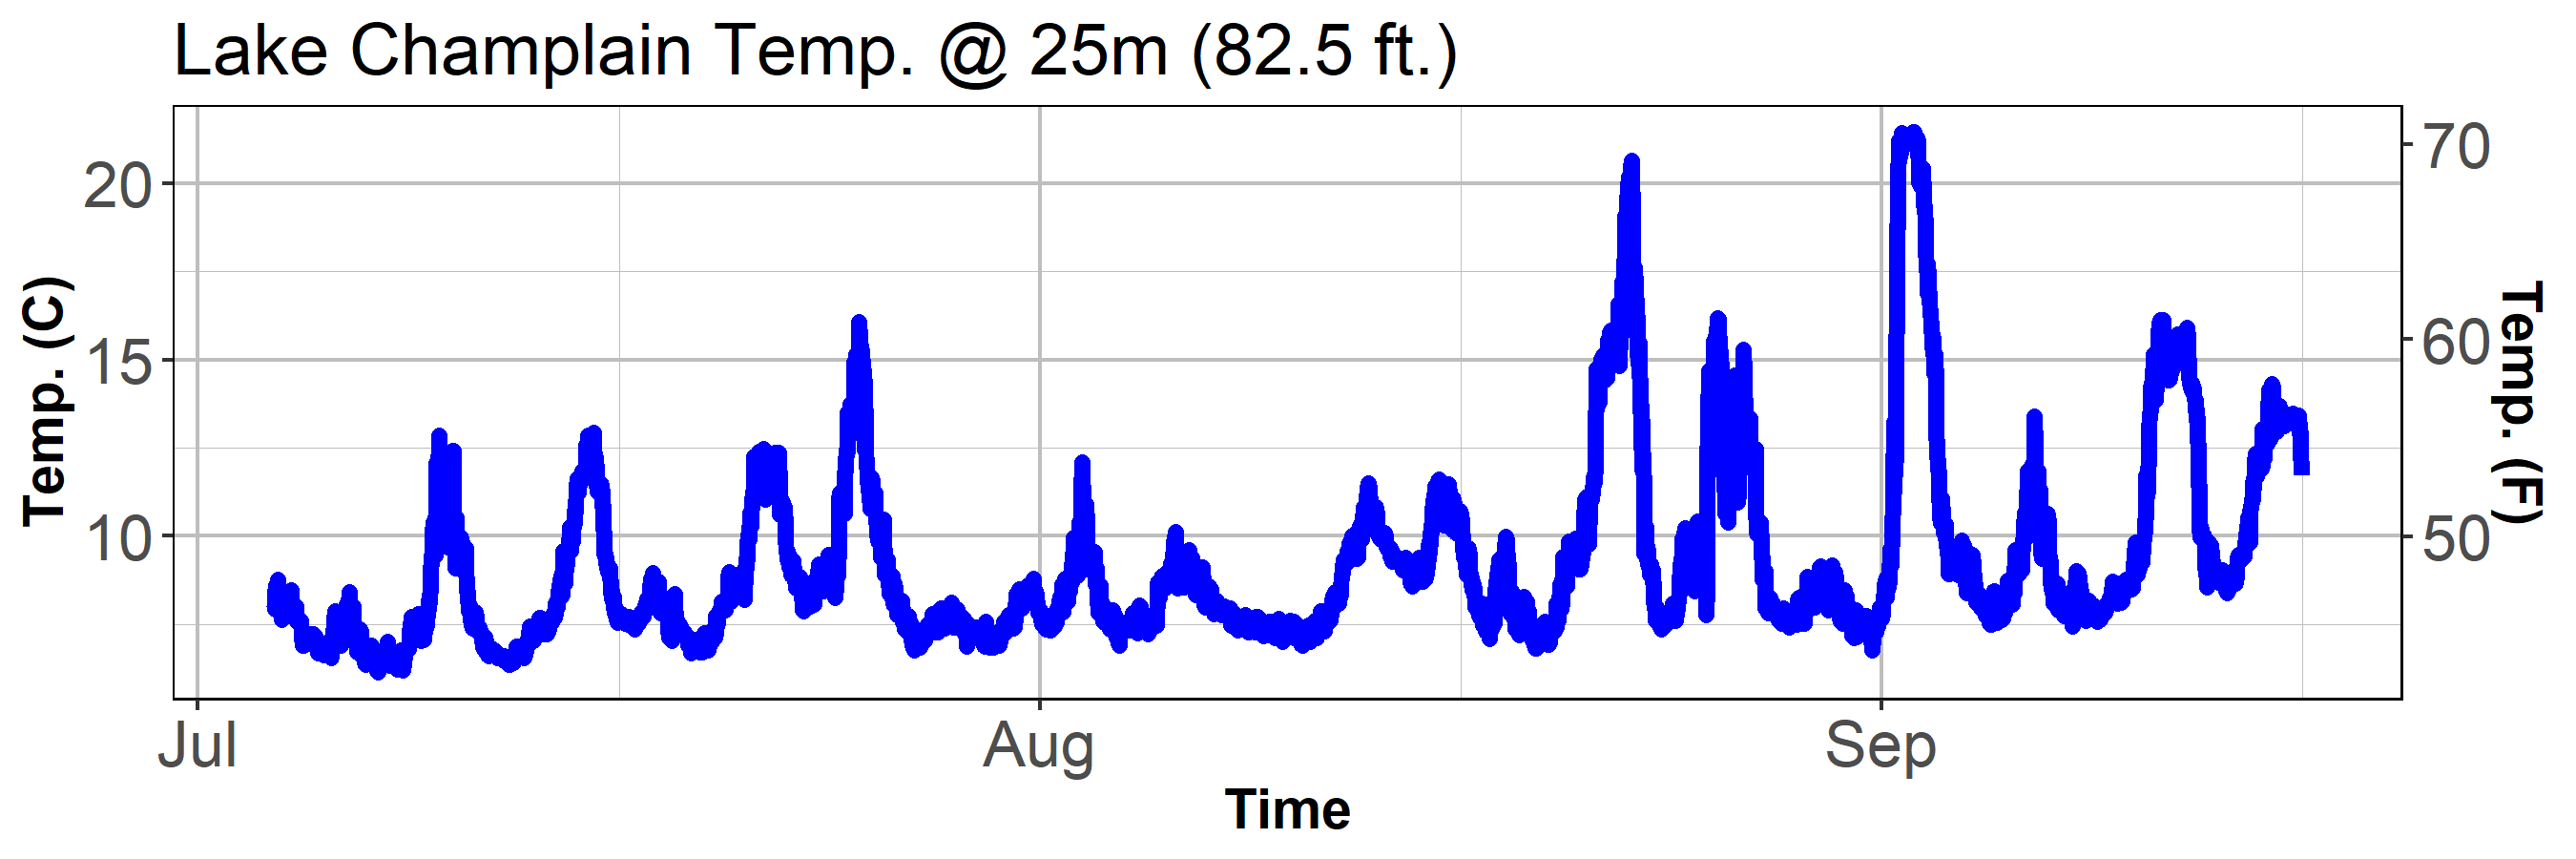 Lake Champlain Temp. @ 25m (82.5 ft.)
Temp. (C)
20
15
10
70
60
50
Temp. (F)
Jul
Aug
Sep
Time